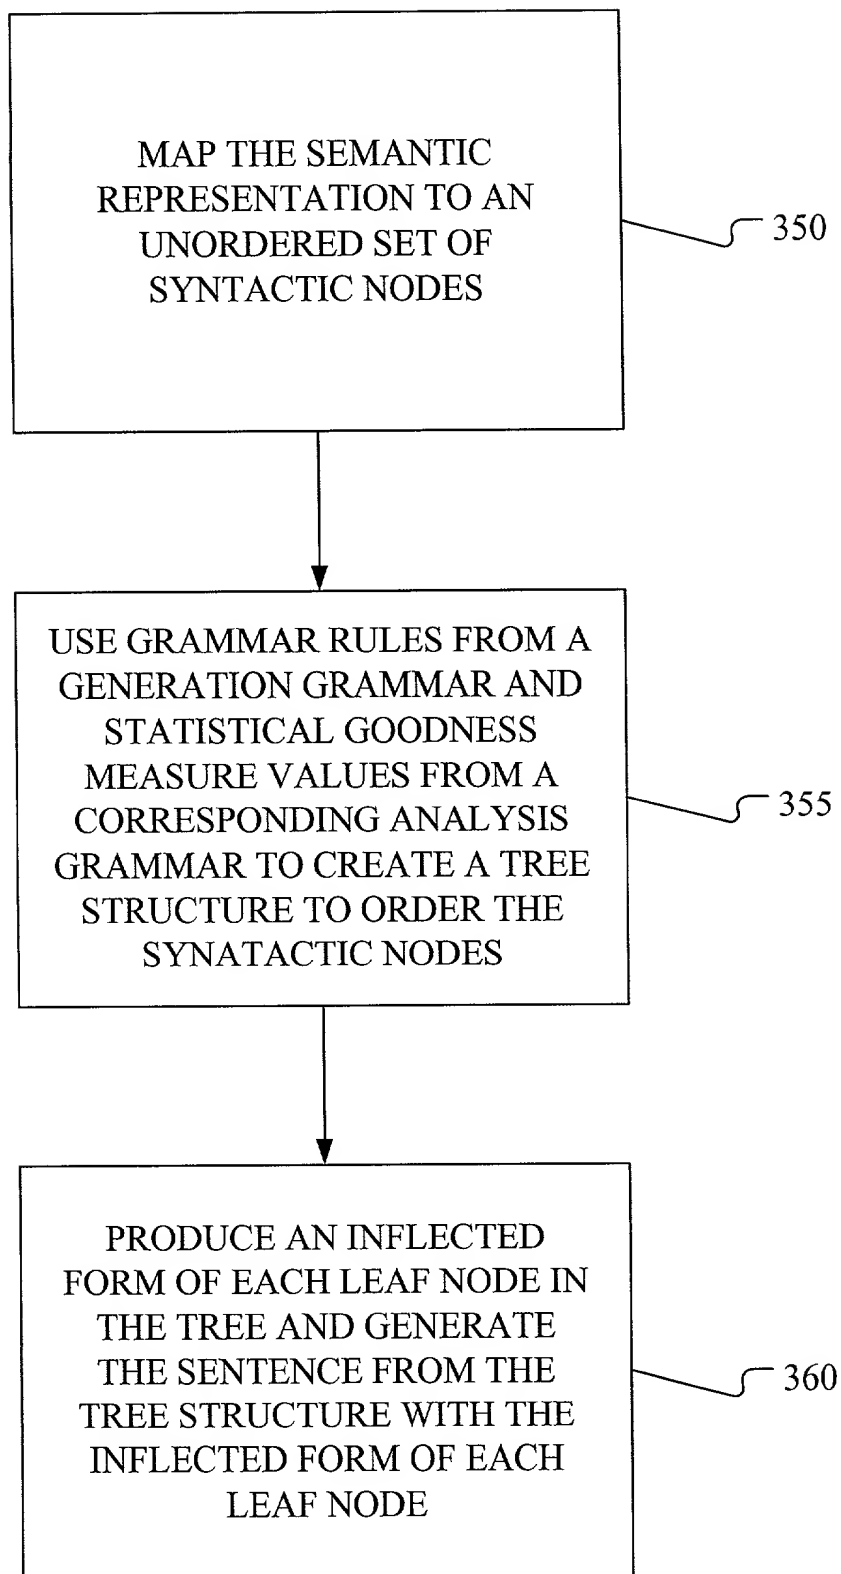 MAP THE SEMANTIC
REPRESENTATION TO AN
UNORDERED SET OF
SYNTACTIC NODES
350
USE GRAMMAR RULES FROM A
GENERATION GRAMMAR AND
STATISTICAL GOODNESS
MEASURE VALUES FROM A
CORRESPONDING ANALYSIS
GRAMMAR TO CREATE A TREE
STRUCTURE TO ORDER THE
SYNATACTIC NODES
355
PRODUCE AN INFLECTED
FORM OF EACH LEAF NODE IN
THE TREE AND GENERATE
THE SENTENCE FROM THE
TREE STRUCTURE WITH THE
INFLECTED FORM OF EACH
LEAF NODE
360